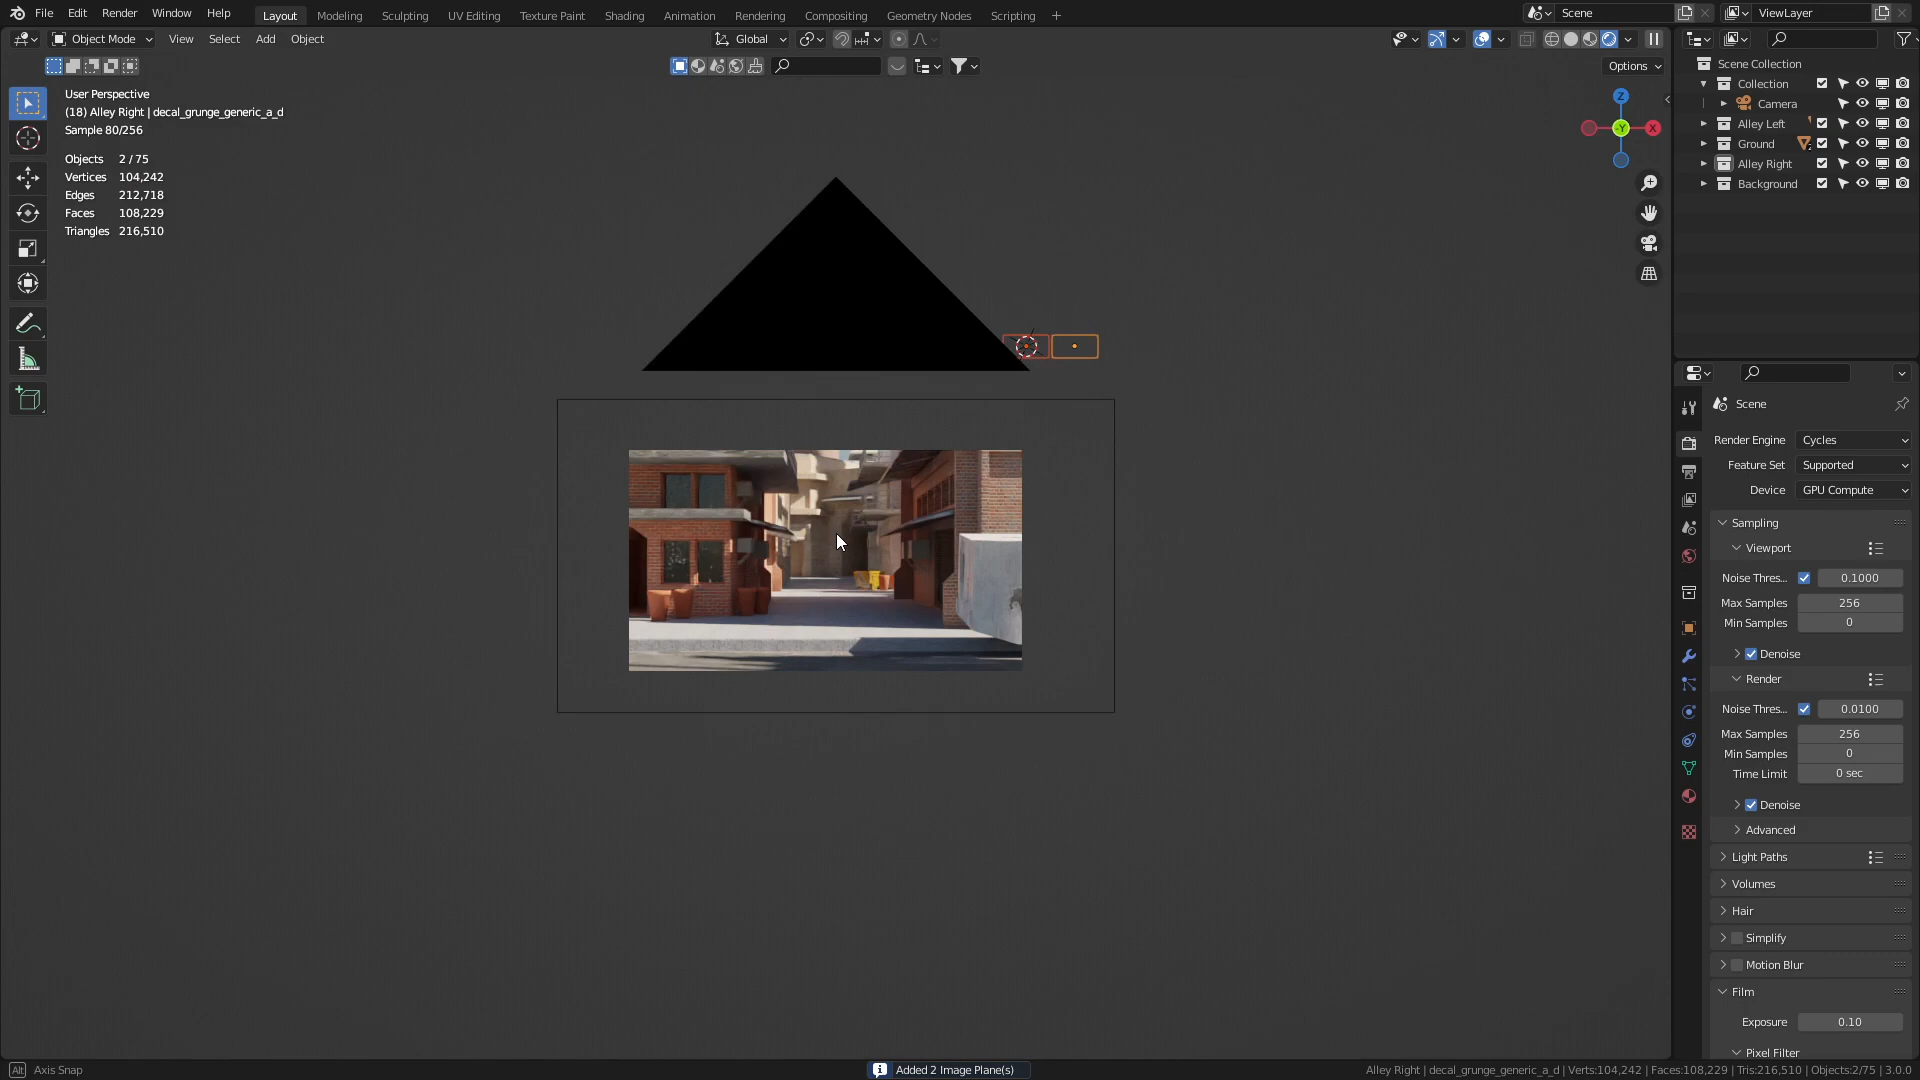 File Edit Render Window Help Layout Modeling Sculpting UV Editing Texture Paint Shading Animation Rendering Compositing Geometry Nodes Scripting + Scene ViewLayer
Object Mode View Select Add Object Global
Options
User Perspective
(18) Alley Right | decal_grunge_generic_a_d
Sample 80/256
Objects 2 / 75
Vertices 104,242
Edges 212,718
Faces 108,229
Triangles 216,510
Z
Y
X
Scene Collection
Collection
Camera
Alley Left
Ground
Alley Right
Background
Scene
Render Engine Cycles
Feature Set Supported
Device GPU Compute
Sampling
Viewport
Noise Thres... 0.1000
Max Samples 256
Min Samples 0
Denoise
Render
Noise Thres... 0.0100
Max Samples 256
Min Samples 0
Time Limit 0 sec
Denoise
Advanced
Light Paths
Volumes
Hair
Simplify
Motion Blur
Film
Exposure 0.10
Pixel Filter
Alt Axis Snap
Added 2 Image Plane(s)
Alley Right | decal_grunge_generic_a_d | Verts:104,242 | Faces:108,229 | Tris:216,510 | Objects:2/75 | 3.0.0